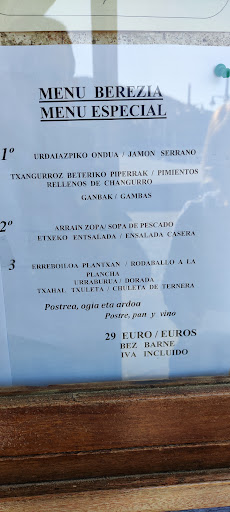 MENU BEREZIA
MENU ESPECIAL
1º URDAIAZPIKO ONDUA / JAMON SERRANO
TXANGURROZ BETERIKO PIPERRAK / PIMIENTOS
RELLENOS DE CHANGURRO
GANBAK / GAMBAS
2º ARRAIN ZOPA/ SOPA DE PESCADO
ETXEKO ENTSALADA / ENSALADA CASERA
3 ERREBOILOA PLANTXAN / RODABALLO A LA
PLANCHA
URRABURUA / DORADA
TXAHAL TXULETA / CHULETA DE TERNERA
Postrea, ogia eta ardoa
Postre, pan y vino
29 EURO / EUROS
BEZ BARNE
IVA INCLUIDO